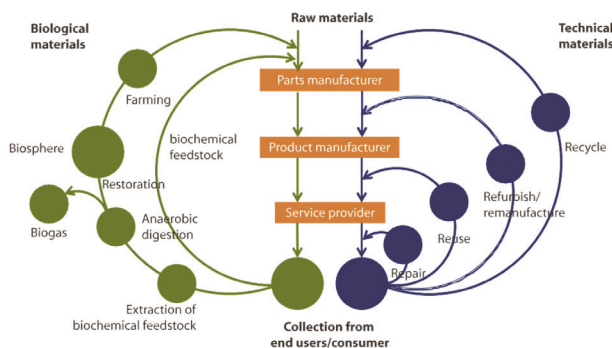 Biological
materials
Raw materials
Technical
materials
Farming
Parts manufacturer
Recycle
biochemical
feedstock
Biosphere
Product manufacturer
Restoration
Refurbish/
remanufacture
Biogas
Anaerobic
digestion
Service provider
Reuse
Repair
Extraction of
biochemical feedstock
Collection from
end users/consumer